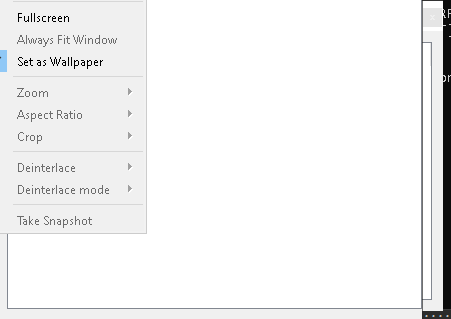 Fullscreen
Always Fit Window
Set as Wallpaper
Zoom
Aspect Ratio
Crop
Deinterlace
Deinterlace mode
Take Snapshot